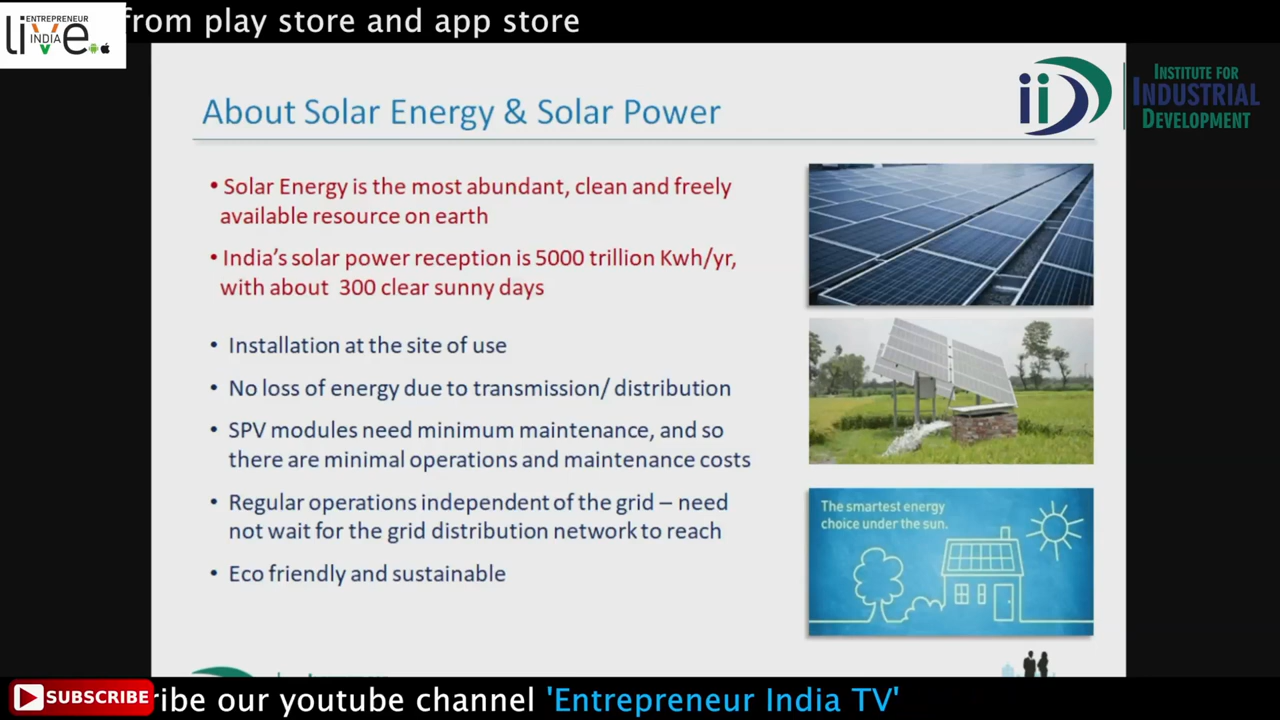 ENTREPRENEUR
INDIA
live
from play store and app store
About Solar Energy & Solar Power
iiD
INSTITUTE FOR
INDUSTRIAL
DEVELOPMENT
• Solar Energy is the most abundant, clean and freely
available resource on earth
• India's solar power reception is 5000 trillion Kwh/yr,
with about 300 clear sunny days
• Installation at the site of use
• No loss of energy due to transmission/ distribution
• SPV modules need minimum maintenance, and so
there are minimal operations and maintenance costs
• Regular operations independent of the grid – need
not wait for the grid distribution network to reach
• Eco friendly and sustainable
The smartest energy
choice under the sun.
SUBSCRIBE
ribe our youtube channel 'Entrepreneur India TV'